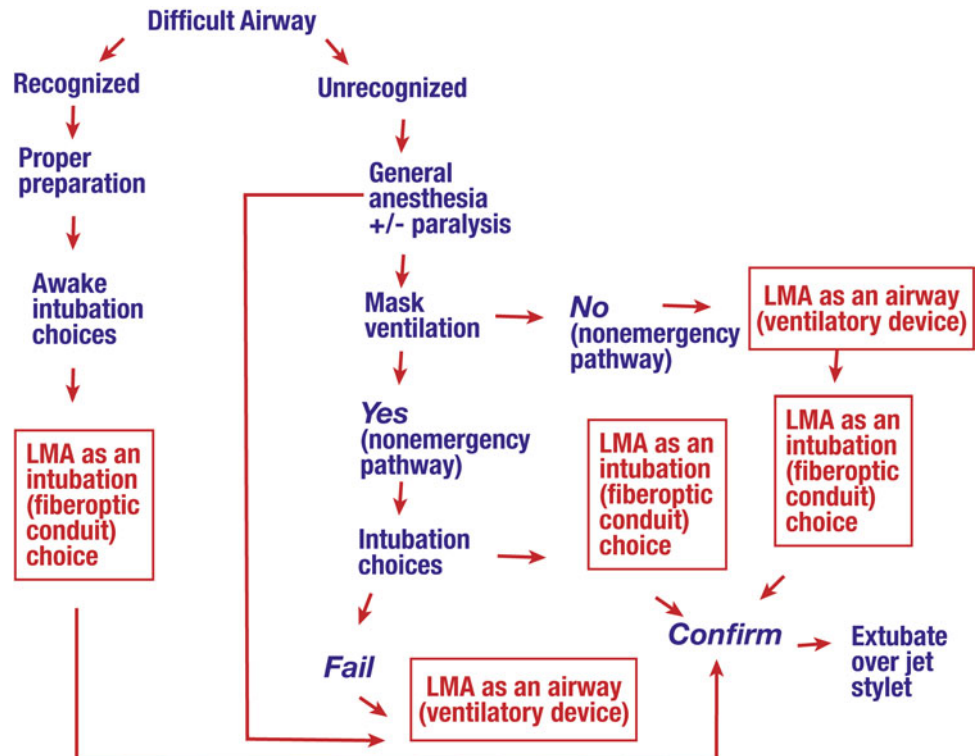 Difficult Airway
Recognized
Unrecognized
Proper
preparation
General
anesthesia
+/- paralysis
Awake
intubation
choices
Mask
ventilation
No
(nonemergency
pathway)
LMA as an airway
(ventilatory device)
Yes
(nonemergency
pathway)
LMA as an
intubation
(fiberoptic
conduit)
choice
LMA as an
intubation
(fiberoptic
conduit)
choice
LMA as an
intubation
(fiberoptic
conduit)
choice
Intubation
choices
Fail
Confirm
Extubate
over jet
stylet
LMA as an airway
(ventilatory device)